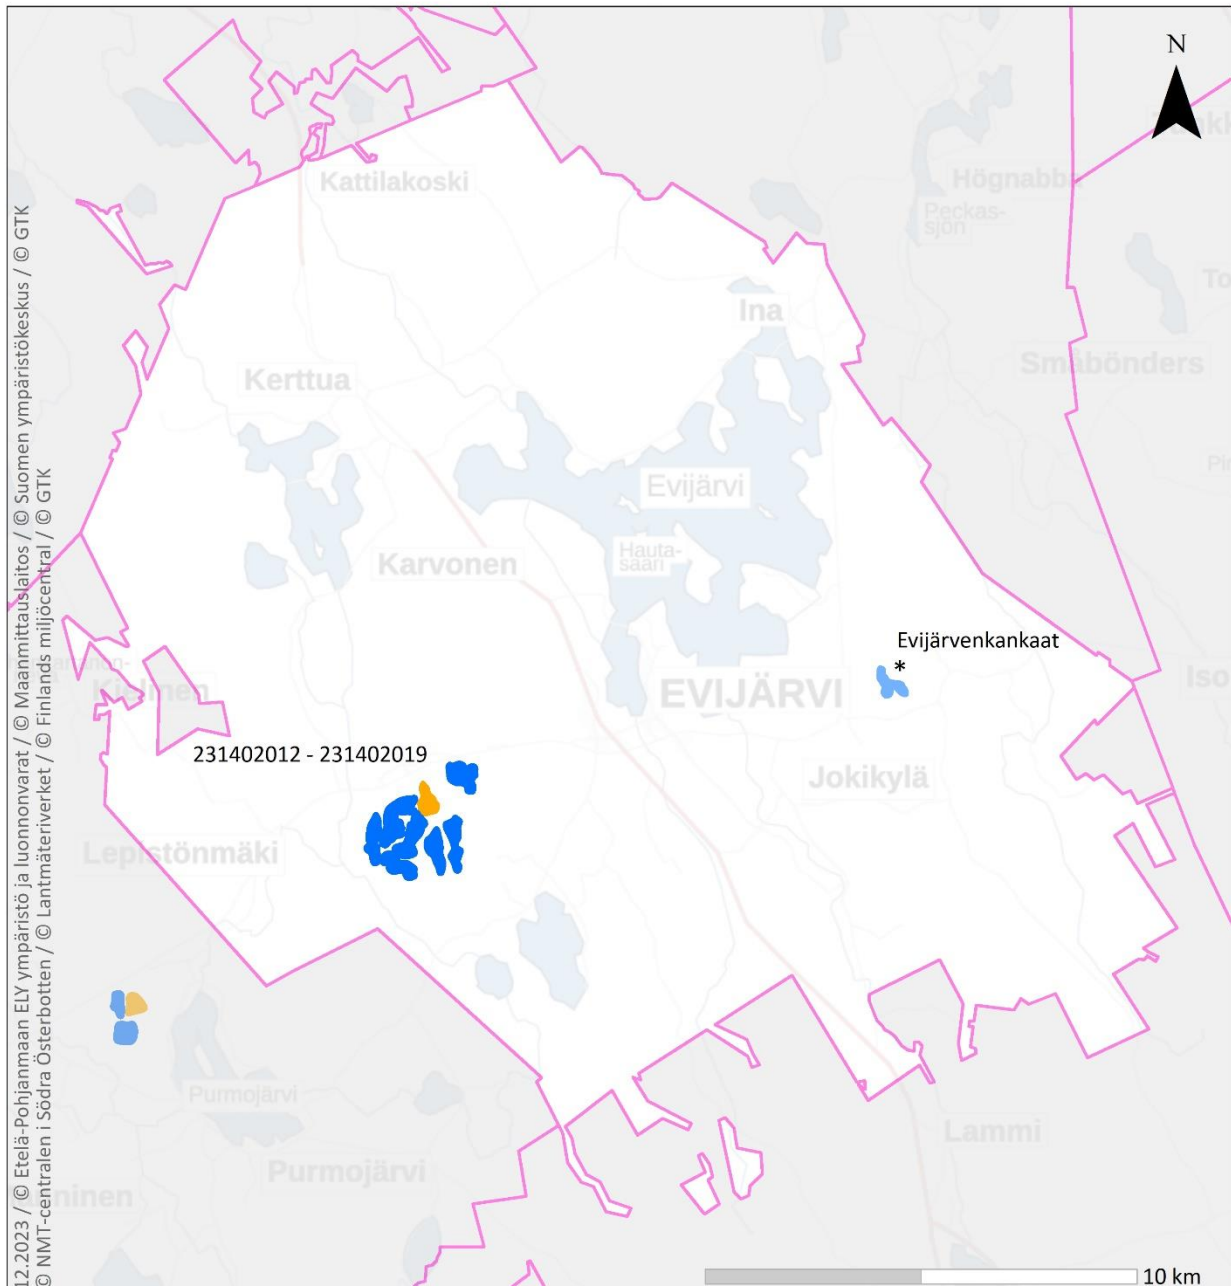 N
Kattilakoski
Högnabba
Peckas-
sjön
Ina
Småbönders
Kerttua
Evijärvi
Hauta-
saari
Karvonen
Evijärvenkankaat
*
EVIJÄRVI
Kielinen
231402012 - 231402019
Jokikylä
Lepistönmäki
Purmojärvi
Lammi
Purmojärvi
10 km
12.2023 / © Etelä-Pohjanmaan ELY ympäristö ja luonnonvarat / © Maanmittauslaitos / © Suomen ympäristökeskus / © GTK
© NMT-centralen i Södra Österbotten / © Lantmäteriverket / © Finlands miljöcentral / © GTK